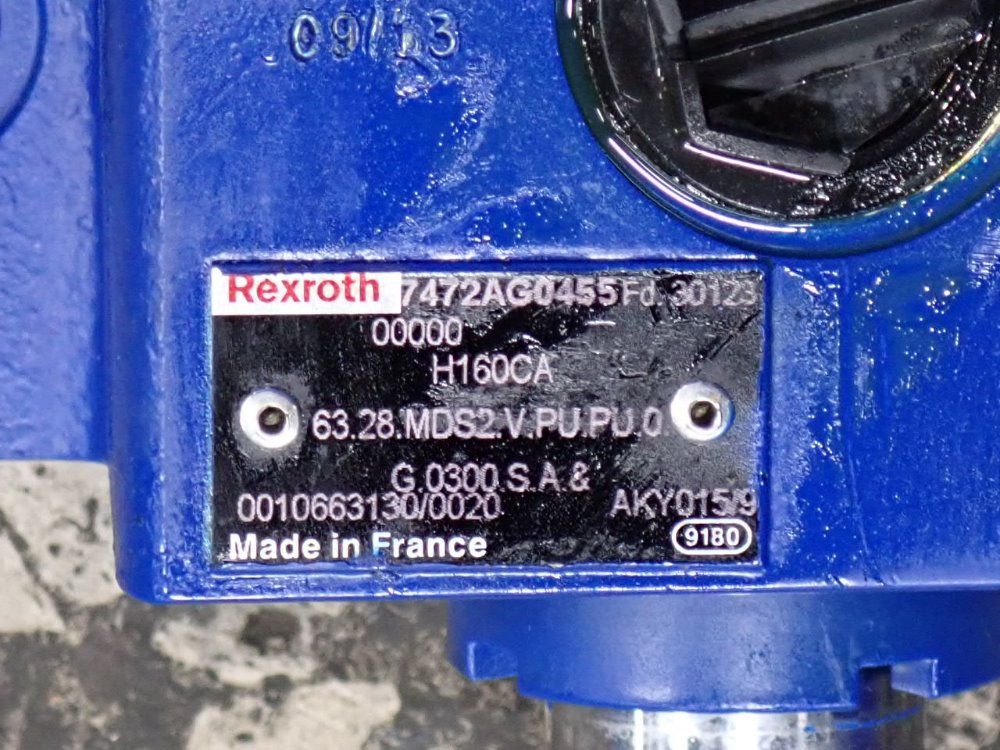 09/13
Rexroth 7472AG0455 Fd. 30123
00000
H160CA
63.28.MDS2.V.PU.PU.0
G.0300.S.A.&
0010663130/0020 AKY015/9
Made in France 9180